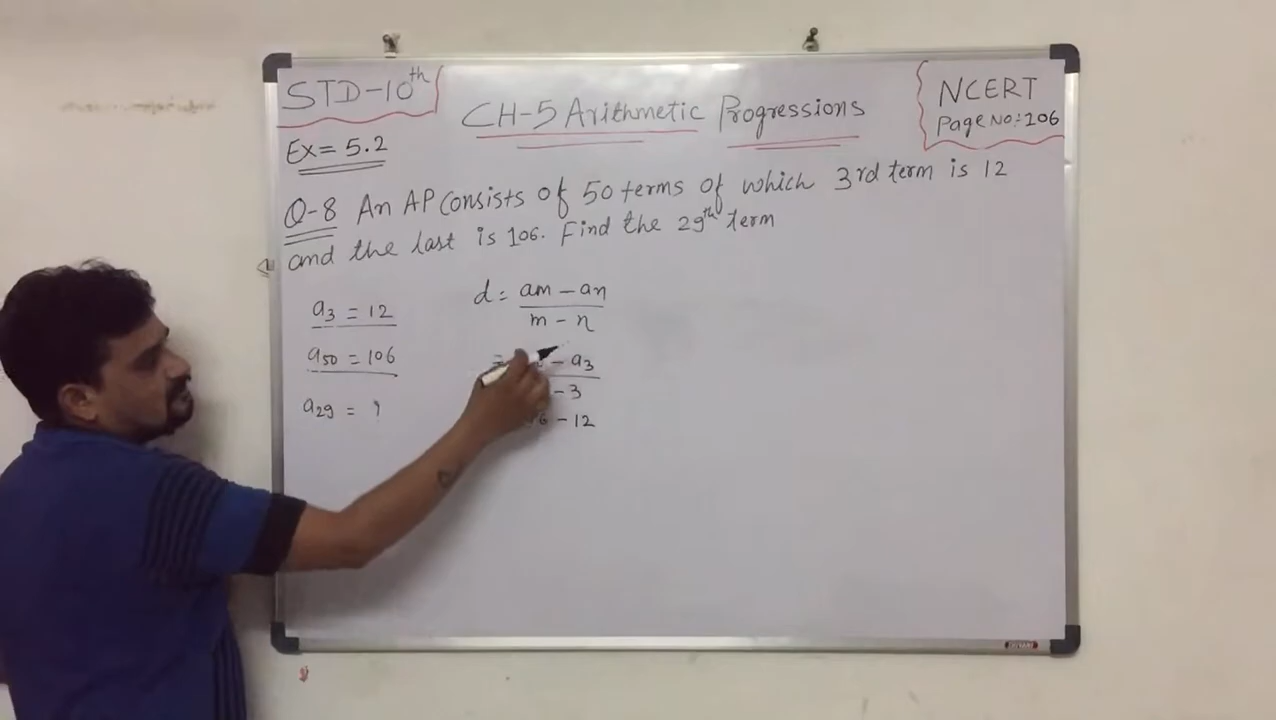 STD-10th
CH-5 Arithmetic Progressions
NCERT
Page No:-106
Ex = 5.2
Q-8 An AP consists of 50 terms of which 3rd term is 12
and the last is 106. Find the 29th term
a3 = 12
a50 = 106
a29 = ?
d = am - an
m - n
= - a3
- 3
6 - 12